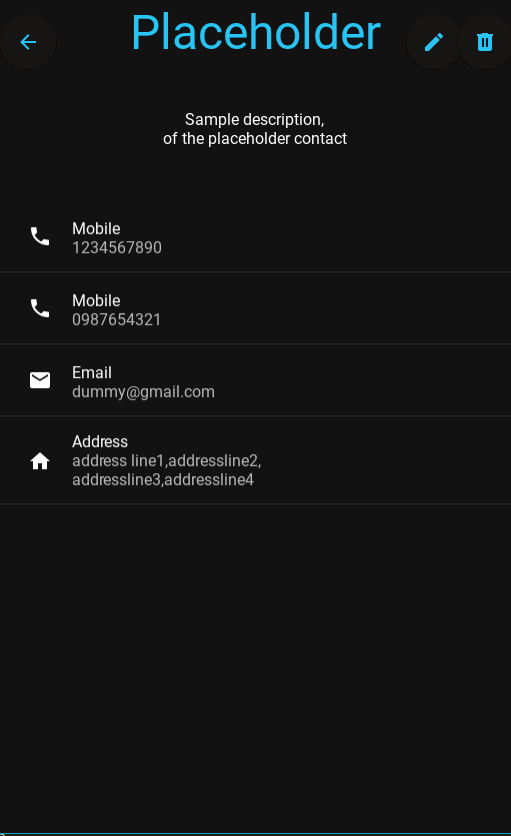 Placeholder
Sample description,
of the placeholder contact
Mobile
1234567890
Mobile
0987654321
Email
dummy@gmail.com
Address
address line1,addressline2,
addressline3,addressline4